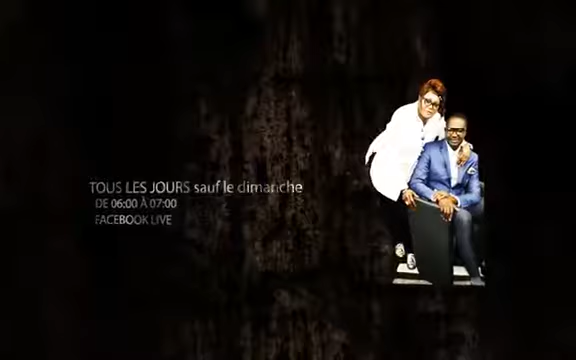 TOUS LES JOURS sauf le dimanche
DE 06:00 À 07:00
FACEBOOK LIVE